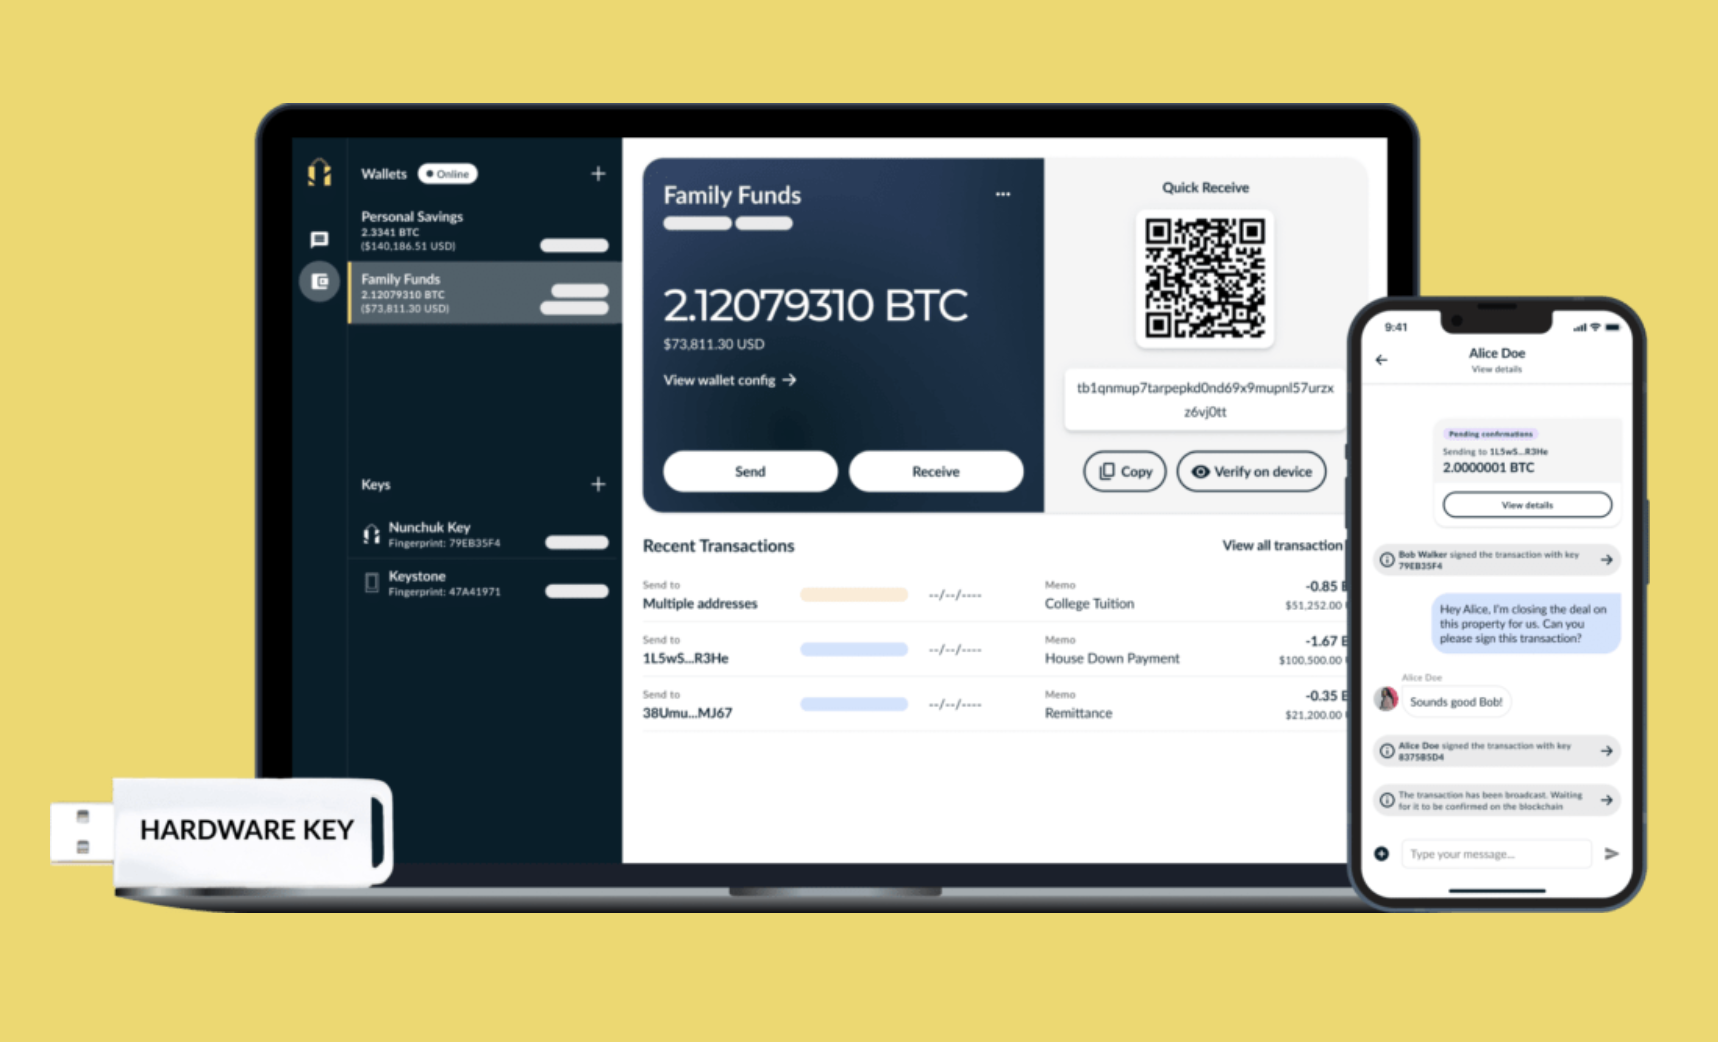 Wallets
Online
Personal Savings
2.3341 BTC
($140,186.51 USD)
Family Funds
2.12079310 BTC
($73,811.30 USD)
Keys
Nunchuk Key
Fingerprint: 79EB35F4
Keystone
Fingerprint: 47A41971
Family Funds
2.12079310 BTC
$73,811.30 USD
View wallet config
Send
Receive
Quick Receive
tb1qnmup7tarpepkd0nd69x9mupnl57urzx
z6vj0tt
Copy
Verify on device
Recent Transactions
View all transaction
Send to
Multiple addresses
--/--/----
Memo
College Tuition
-0.85
$51,252.00
Send to
1L5wS...R3He
--/--/----
Memo
House Down Payment
-1.67
$100,500.00
Send to
38Umu...MJ67
--/--/----
Memo
Remittance
-0.35
$21,200.00
HARDWARE KEY
9:41
Alice Doe
View details
Pending confirmations
Sending to 1L5wS...R3He
2.0000001 BTC
View details
Bob Walker signed the transaction with key
79EB35F4
Hey Alice, I'm closing the deal on
this property for us. Can you
please sign this transaction?
Alice Doe
Sounds good Bob!
Alice Doe signed the transaction with key
8375B5D4
The transaction has been broadcast. Waiting
for it to be confirmed on the blockchain
Type your message...